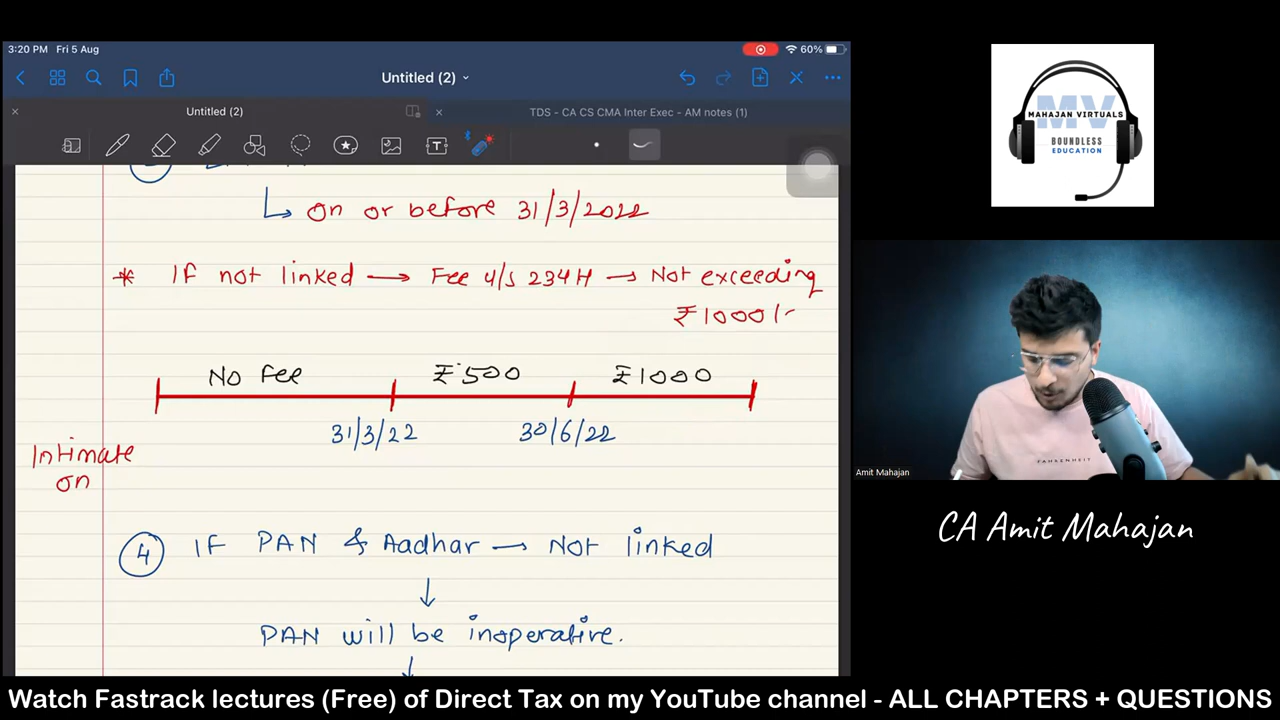 3:20 PM Fri 5 Aug
60%
Untitled (2)
Untitled (2)
TDS - CA CS CMA Inter Exec - AM notes (1)
on or before 31/3/2022
* If not linked → Fee u/s 234H → Not exceeding
₹1000/-
No Fee ₹500 ₹1000
31/3/22 30/6/22
Intimate
on
4 If PAN & Aadhar → Not linked
↓
PAN will be inoperative.
MV
MAHAJAN VIRTUALS
BOUNDLESS
EDUCATION
FAHRENHEIT
Amit Mahajan
CA Amit Mahajan
Watch Fastrack lectures (Free) of Direct Tax on my YouTube channel - ALL CHAPTERS + QUESTIONS